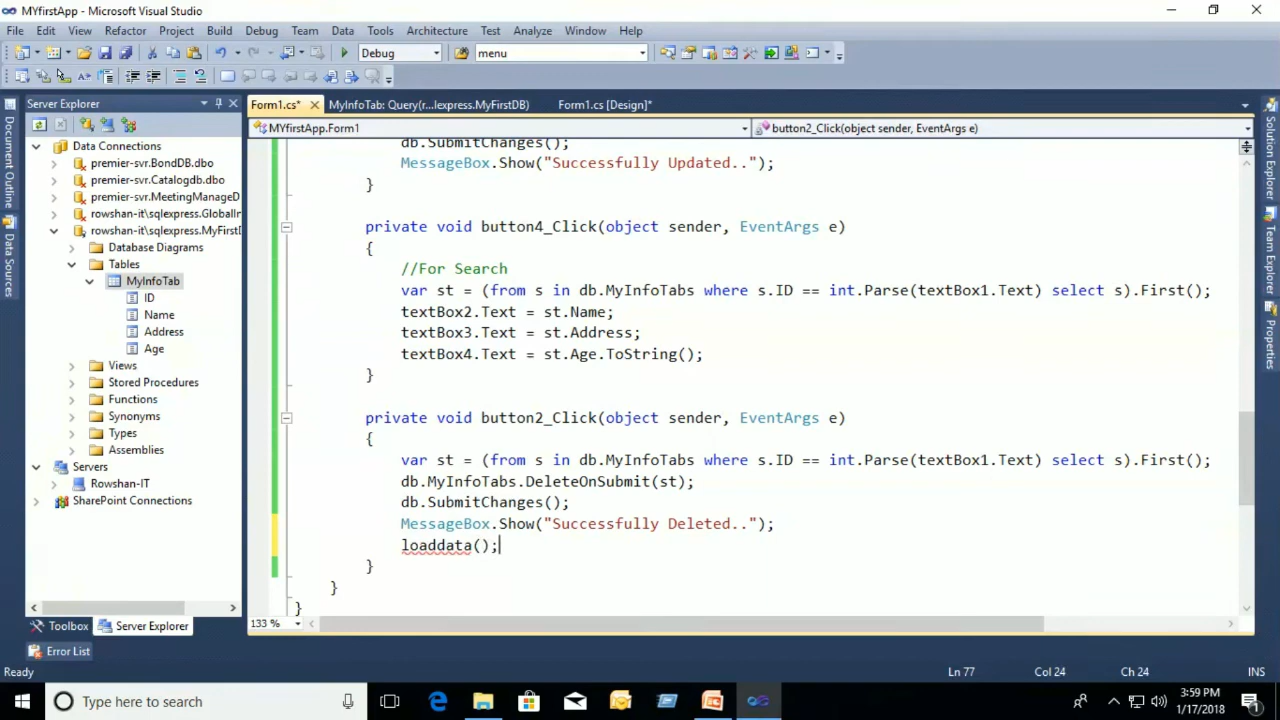 MYfirstApp - Microsoft Visual Studio
File Edit View Refactor Project Build Debug Team Data Tools Architecture Test Analyze Window Help
Debug menu
Server Explorer
Form1.cs* MyInfoTab: Query(r...lexpress.MyFirstDB) Form1.cs [Design]*
MYfirstApp.Form1 button2_Click(object sender, EventArgs e)
Document Outline
Data Sources
Data Connections
premier-svr.BondDB.dbo
premier-svr.Catalogdb.dbo
premier-svr.MeetingManageD
rowshan-it\sqlexpress.GlobalIn
rowshan-it\sqlexpress.MyFirstD
Database Diagrams
Tables
MyInfoTab
ID
Name
Address
Age
Views
Stored Procedures
Functions
Synonyms
Types
Assemblies
Servers
Rowshan-IT
SharePoint Connections
db.SubmitChanges();
MessageBox.Show("Successfully Updated..");
}
private void button4_Click(object sender, EventArgs e)
{
//For Search
var st = (from s in db.MyInfoTabs where s.ID == int.Parse(textBox1.Text) select s).First();
textBox2.Text = st.Name;
textBox3.Text = st.Address;
textBox4.Text = st.Age.ToString();
}
private void button2_Click(object sender, EventArgs e)
{
var st = (from s in db.MyInfoTabs where s.ID == int.Parse(textBox1.Text) select s).First();
db.MyInfoTabs.DeleteOnSubmit(st);
db.SubmitChanges();
MessageBox.Show("Successfully Deleted..");
loaddata();
}
}
}
Solution Explorer
Team Explorer
Properties
133 %
Toolbox Server Explorer
Error List
Ready Ln 77 Col 24 Ch 24 INS
Type here to search
3:59 PM
1/17/2018
1